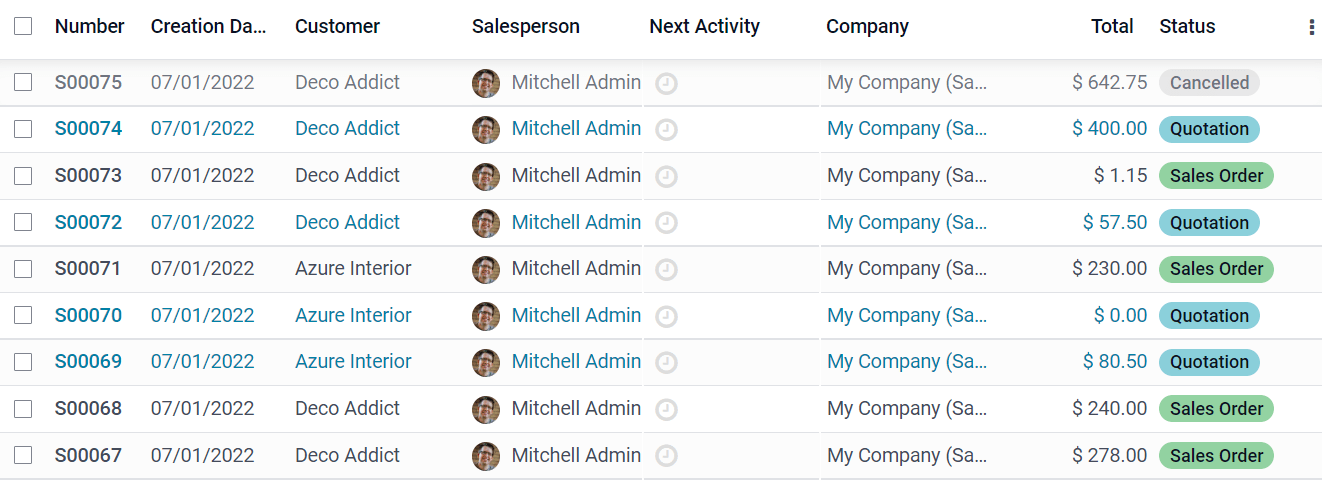 Number Creation Da... Customer Salesperson Next Activity Company Total Status
S00075 07/01/2022 Deco Addict Mitchell Admin My Company (Sa... $ 642.75 Cancelled
S00074 07/01/2022 Deco Addict Mitchell Admin My Company (Sa... $ 400.00 Quotation
S00073 07/01/2022 Deco Addict Mitchell Admin My Company (Sa... $ 1.15 Sales Order
S00072 07/01/2022 Deco Addict Mitchell Admin My Company (Sa... $ 57.50 Quotation
S00071 07/01/2022 Azure Interior Mitchell Admin My Company (Sa... $ 230.00 Sales Order
S00070 07/01/2022 Azure Interior Mitchell Admin My Company (Sa... $ 0.00 Quotation
S00069 07/01/2022 Azure Interior Mitchell Admin My Company (Sa... $ 80.50 Quotation
S00068 07/01/2022 Deco Addict Mitchell Admin My Company (Sa... $ 240.00 Sales Order
S00067 07/01/2022 Deco Addict Mitchell Admin My Company (Sa... $ 278.00 Sales Order